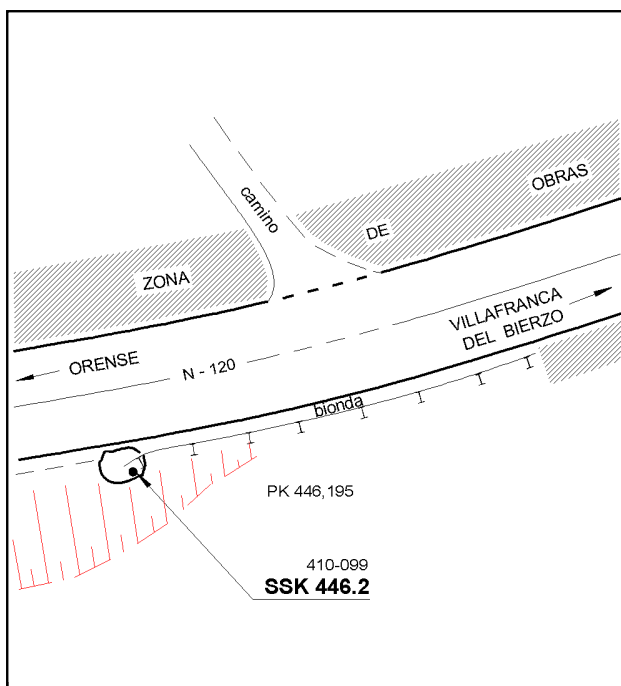 OBRAS
camino
DE
ZONA
VILLAFRANCA
DEL BIERZO
ORENSE
N - 120
bionda
PK 446,195
410-099
SSK 446.2